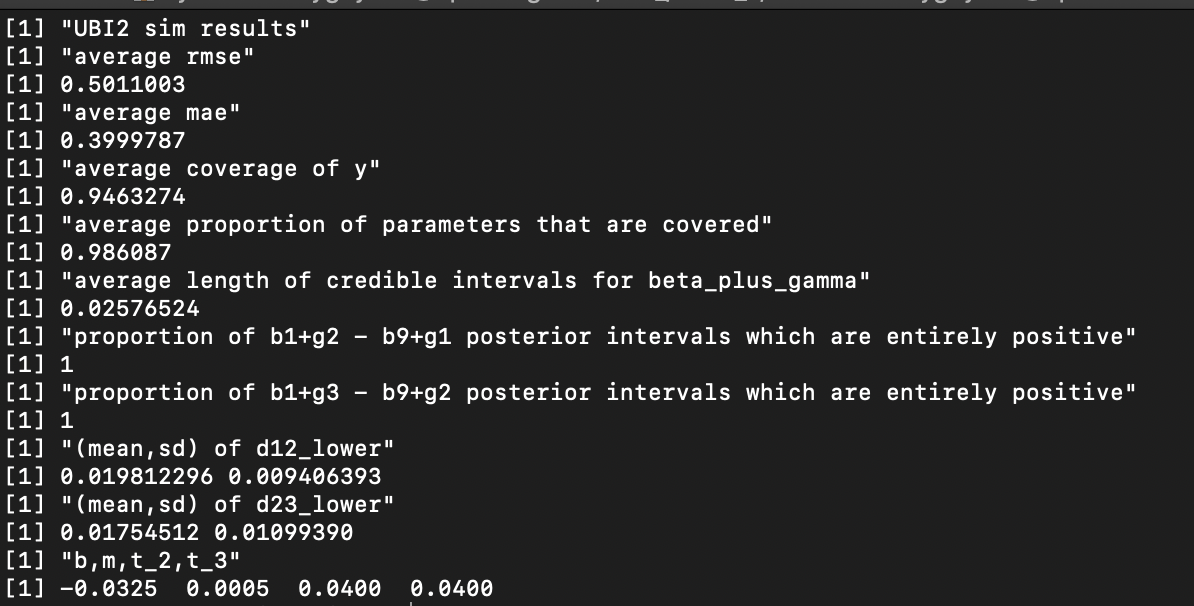 [1] "UBI2 sim results"
[1] "average rmse"
[1] 0.5011003
[1] "average mae"
[1] 0.3999787
[1] "average coverage of y"
[1] 0.9463274
[1] "average proportion of parameters that are covered"
[1] 0.986087
[1] "average length of credible intervals for beta_plus_gamma"
[1] 0.02576524
[1] "proportion of b1+g2 - b9+g1 posterior intervals which are entirely positive"
[1] 1
[1] "proportion of b1+g3 - b9+g2 posterior intervals which are entirely positive"
[1] 1
[1] "(mean,sd) of d12_lower"
[1] 0.019812296 0.009406393
[1] "(mean,sd) of d23_lower"
[1] 0.01754512 0.01099390
[1] "b,m,t_2,t_3"
[1] -0.0325  0.0005  0.0400  0.0400